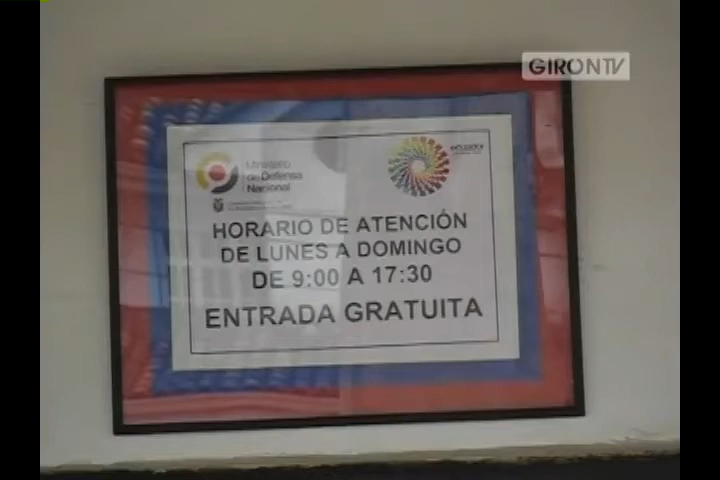 GIRONTV
Ministerio
de Defensa
Nacional
HORARIO DE ATENCIÓN
DE LUNES A DOMINGO
DE 9:00 A 17:30
ENTRADA GRATUITA